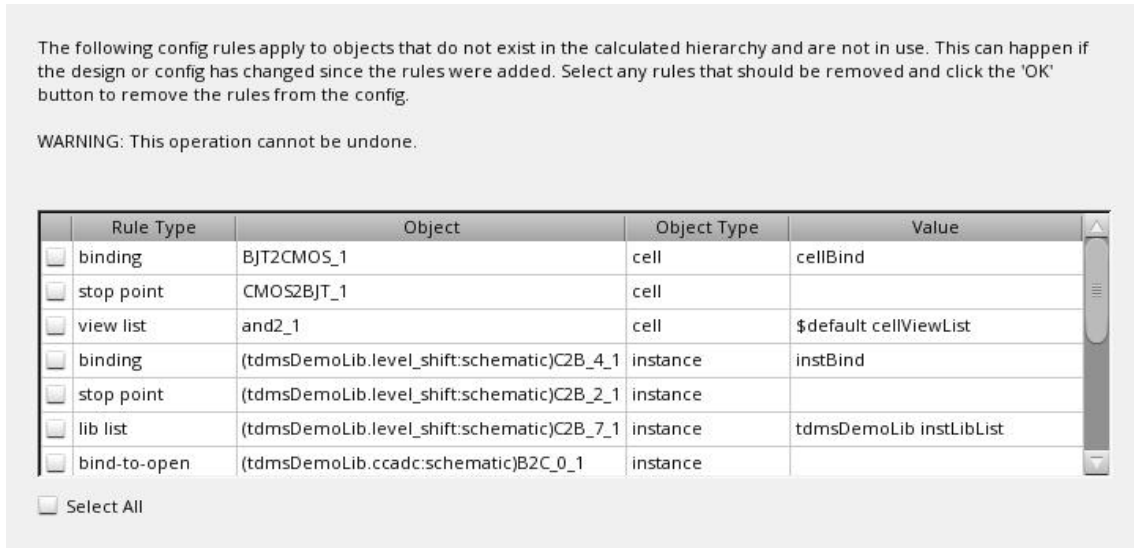 The following config rules apply to objects that do not exist in the calculated hierarchy and are not in use. This can happen if
the design or config has changed since the rules were added. Select any rules that should be removed and click the 'OK'
button to remove the rules from the config.
WARNING: This operation cannot be undone.
Rule Type Object Object Type Value
binding BJT2CMOS_1 cell cellBind
stop point CMOS2BJT_1 cell
view list and2_1 cell $default cellViewList
binding (tdmsDemoLib.level_shift:schematic)C2B_4_1 instance instBind
stop point (tdmsDemoLib.level_shift:schematic)C2B_2_1 instance
lib list (tdmsDemoLib.level_shift:schematic)C2B_7_1 instance tdmsDemoLib instLibList
bind-to-open (tdmsDemoLib.ccadc:schematic)B2C_0_1 instance
Select All